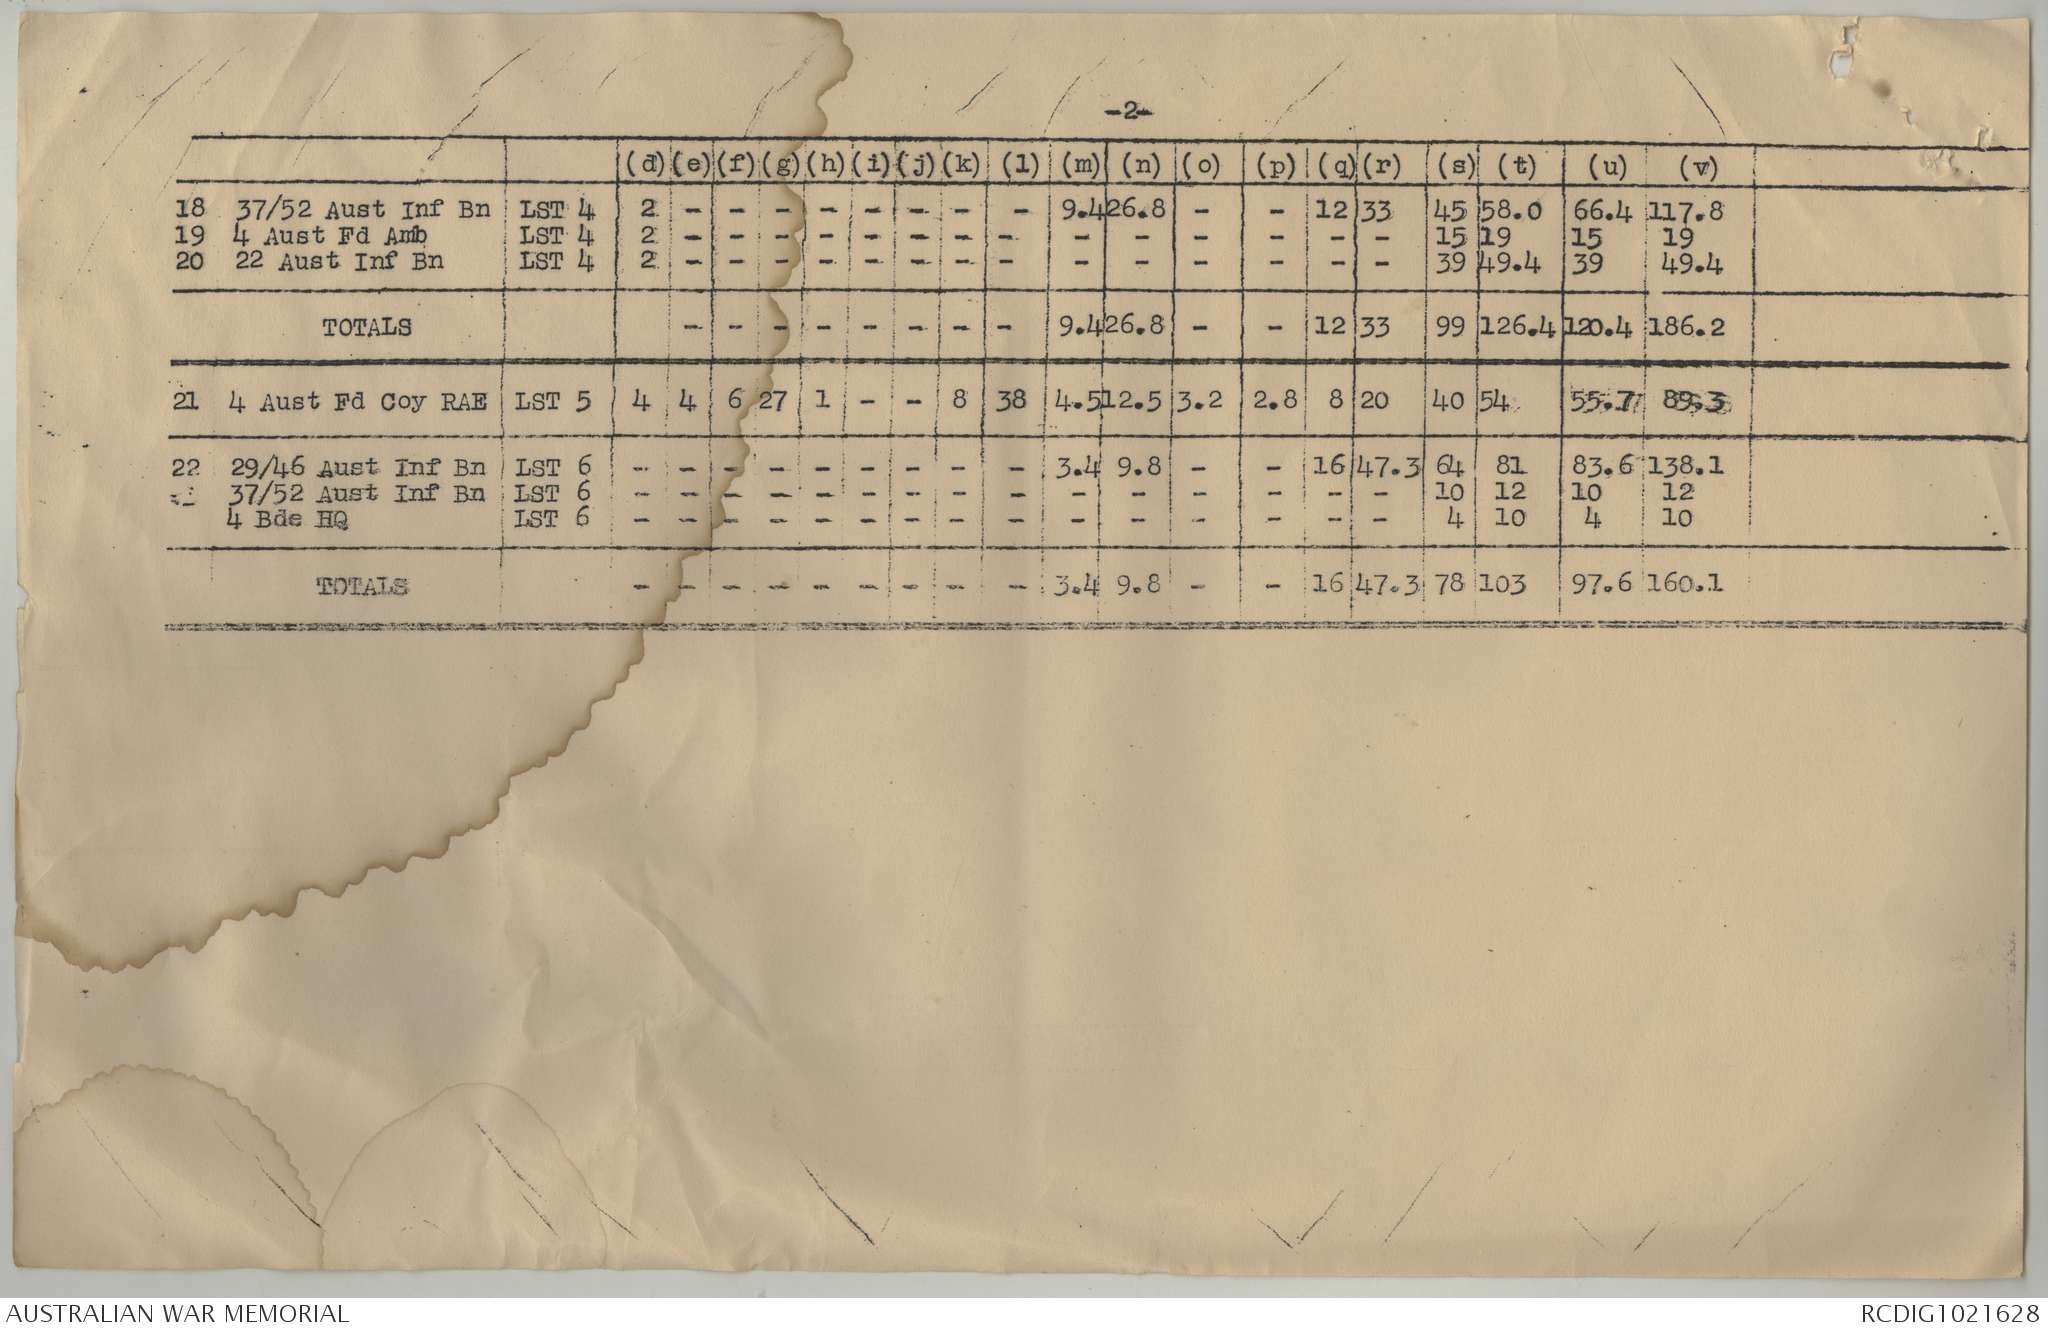 -2-
(d) (e) (f) (g) (h) (i) (j) (k) (l) (m) (n) (o) (p) (q) (r) (s) (t) (u) (v)
18 37/52 Aust Inf Bn LST 4 2 - - - - - - - - 9.4 26.8 - - 12 33 45 58.0 66.4 117.8
19 4 Aust Fd Amb LST 4 2 - - - - - - - - - - - - - - 15 19 15 19
20 22 Aust Inf Bn LST 4 2 - - - - - - - - - - - - - - 39 49.4 39 49.4
TOTALS - - - - - - - - 9.4 26.8 - - 12 33 99 126.4 120.4 186.2
21 4 Aust Fd Coy RAE LST 5 4 4 6 27 1 - - 8 38 4.5 12.5 3.2 2.8 8 20 40 54 55.7 89.3
22 29/46 Aust Inf Bn LST 6 - - - - - - - - - 3.4 9.8 - - 16 47.3 64 81 83.6 138.1
37/52 Aust Inf Bn LST 6 - - - - - - - - - - - - - - - 10 12 10 12
4 Bde HQ LST 6 - - - - - - - - - - - - - - - 4 10 4 10
TOTALS - - - - - - - - - 3.4 9.8 - - 16 47.3 78 103 97.6 160.1
AUSTRALIAN WAR MEMORIAL RCDIG1021628